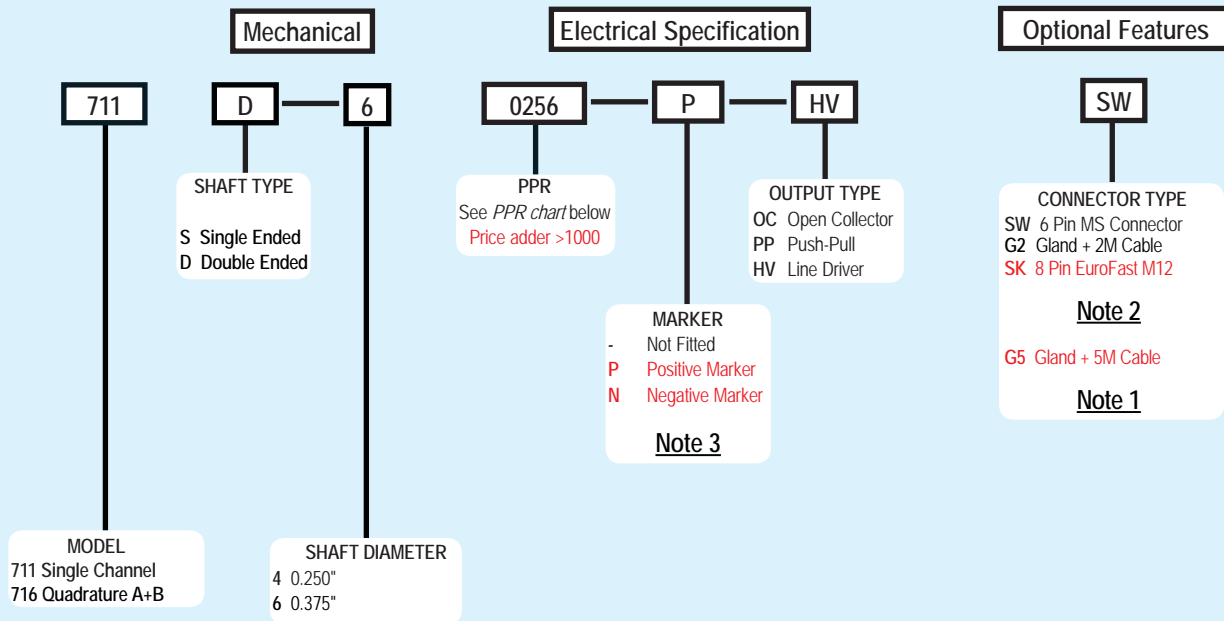 Mechanical
Electrical Specification
Optional Features
711
D
6
0256
P
HV
SW
SHAFT TYPE
S Single Ended
D Double Ended
PPR
See PPR chart below
Price adder >1000
OUTPUT TYPE
OC Open Collector
PP Push-Pull
HV Line Driver
CONNECTOR TYPE
SW 6 Pin MS Connector
G2 Gland + 2M Cable
SK 8 Pin EuroFast M12
Note 2
G5 Gland + 5M Cable
Note 1
MARKER
- Not Fitted
P Positive Marker
N Negative Marker
Note 3
MODEL
711 Single Channel
716 Quadrature A+B
SHAFT DIAMETER
4 0.250"
6 0.375"